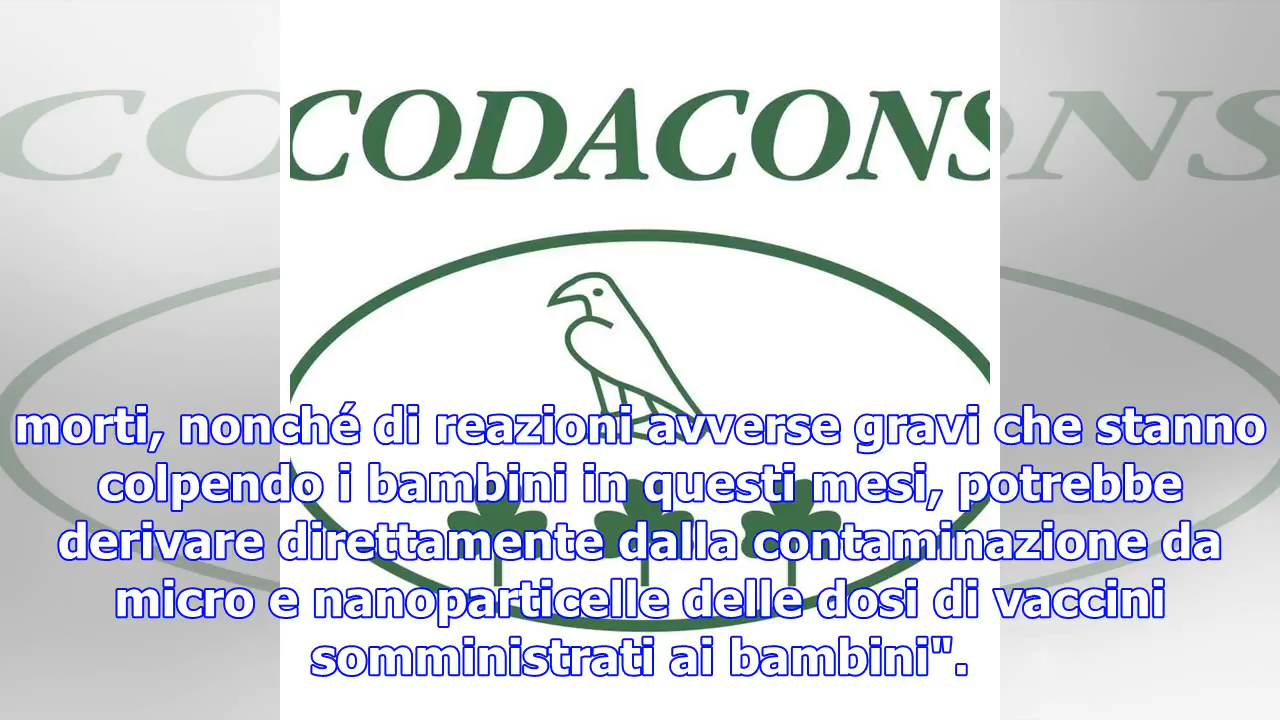 CODACONS
morti, nonché di reazioni avverse gravi che stanno
colpendo i bambini in questi mesi, potrebbe
derivare direttamente dalla contaminazione da
micro e nanoparticelle delle dosi di vaccini
somministrati ai bambini".